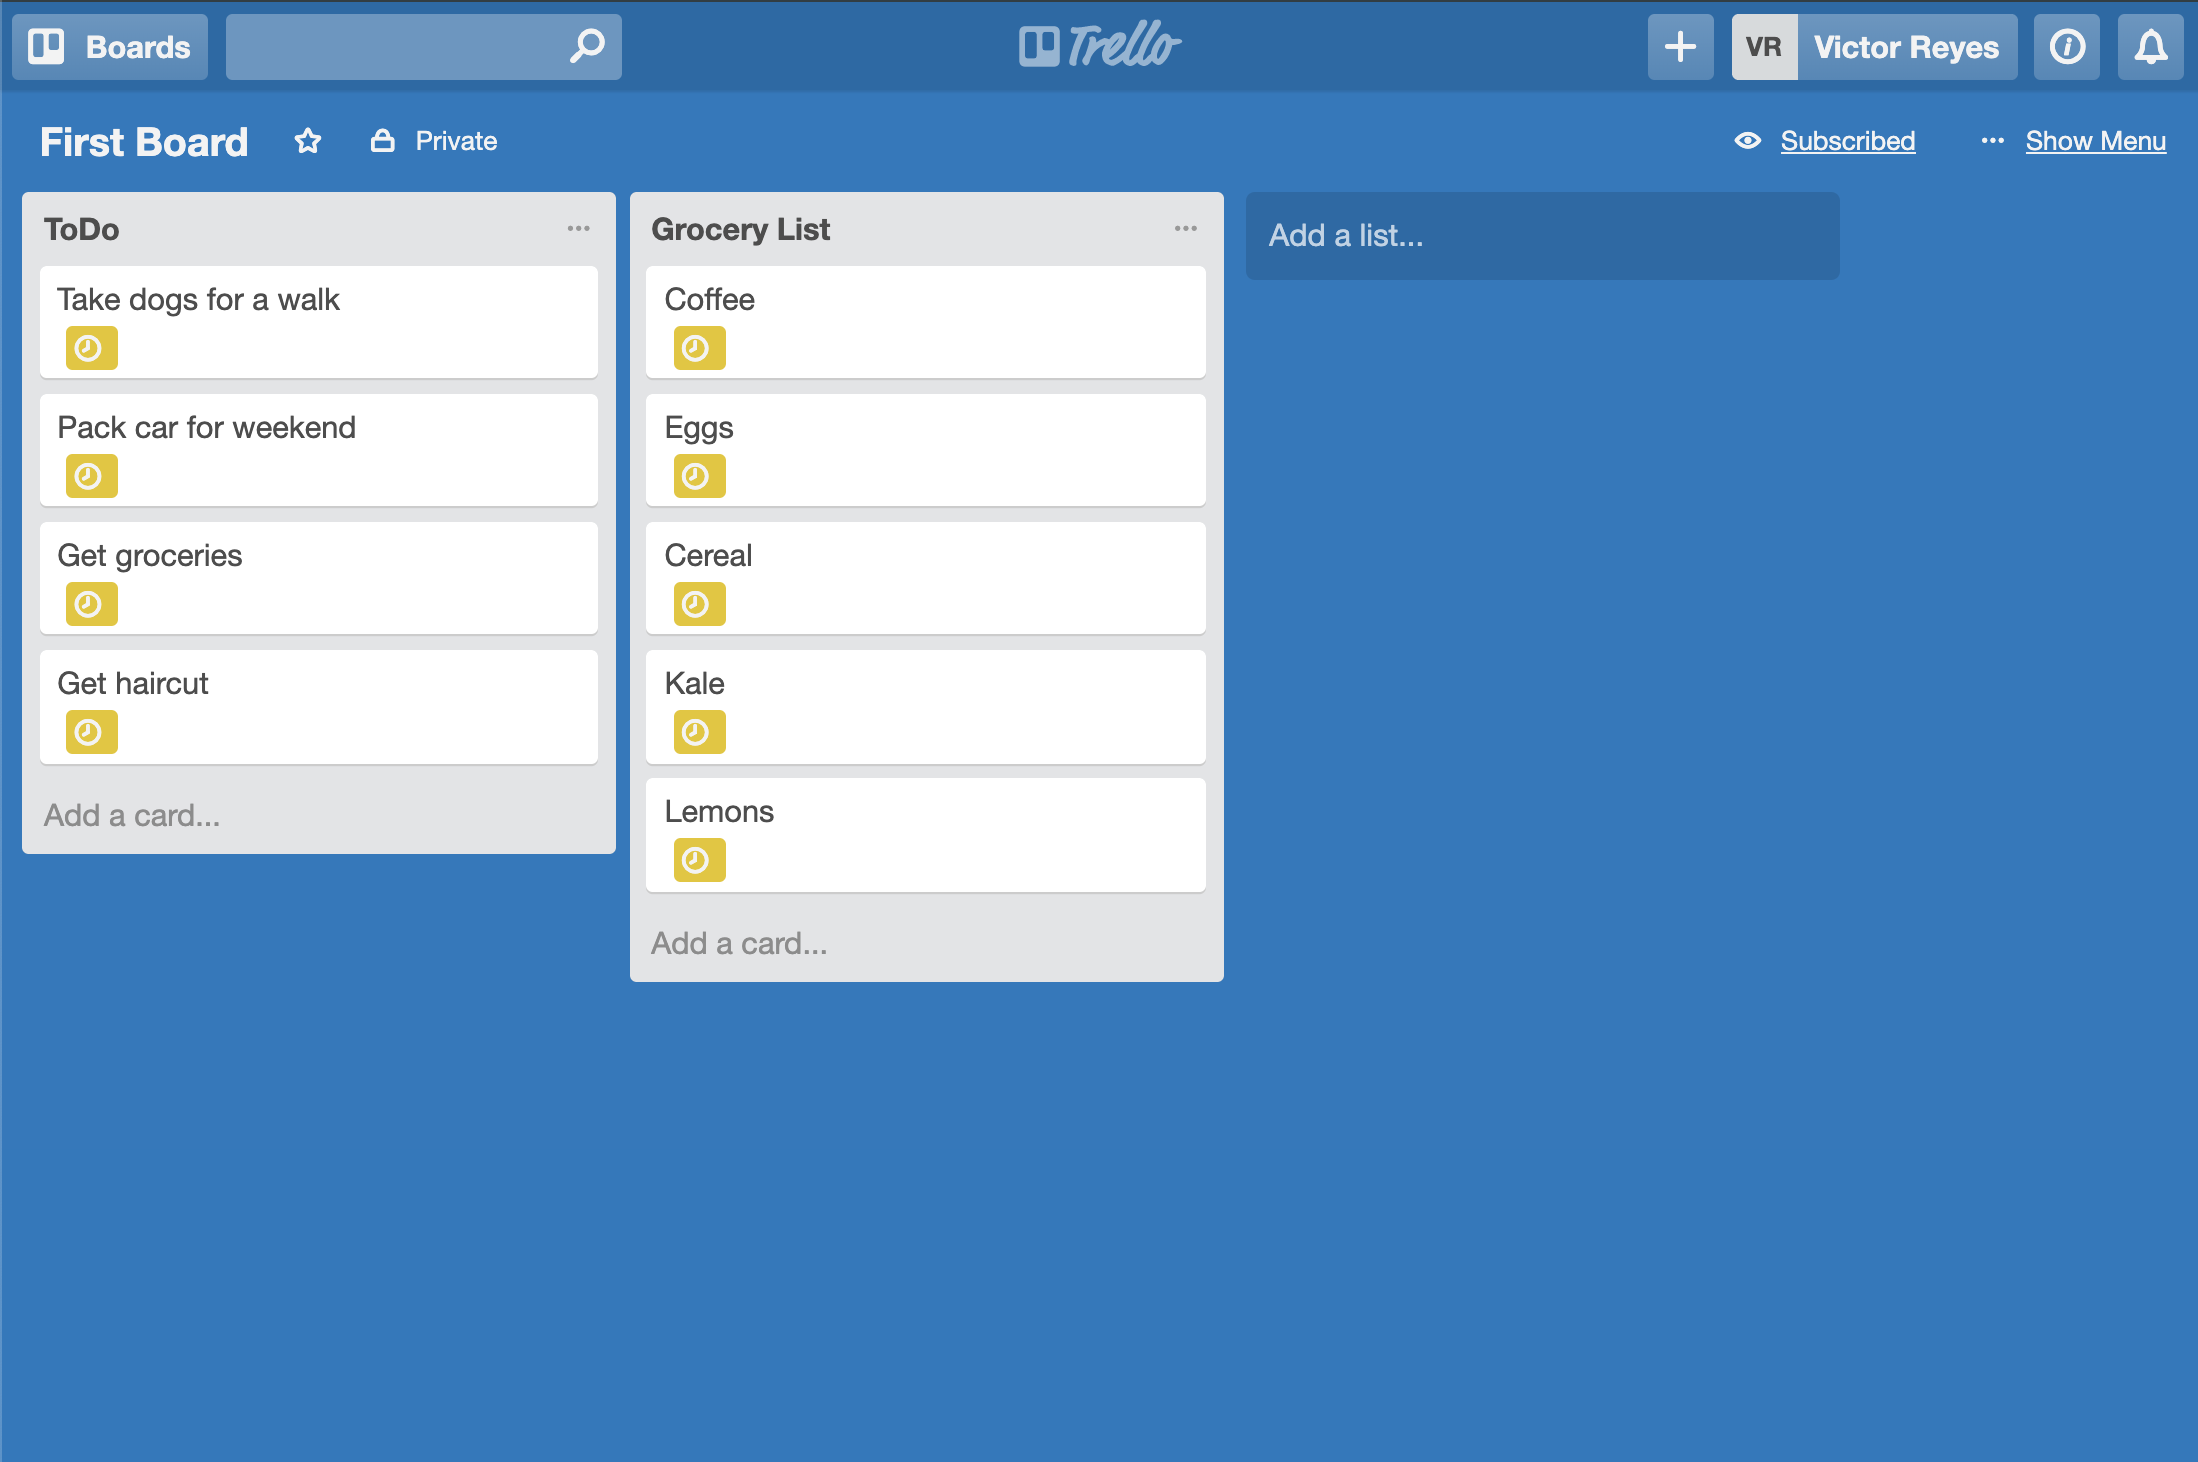 Boards
Trello
VR Victor Reyes
First Board
Private
Subscribed
... Show Menu
ToDo
Take dogs for a walk
Pack car for weekend
Get groceries
Get haircut
Add a card...
Grocery List
Coffee
Eggs
Cereal
Kale
Lemons
Add a card...
Add a list...